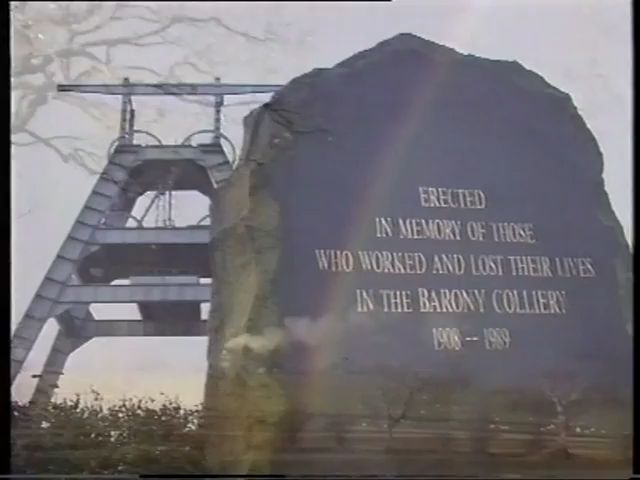 ERECTED
IN MEMORY OF THOSE
WHO WORKED AND LOST THEIR LIVES
IN THE BARONY COLLIERY
1908 -- 1989